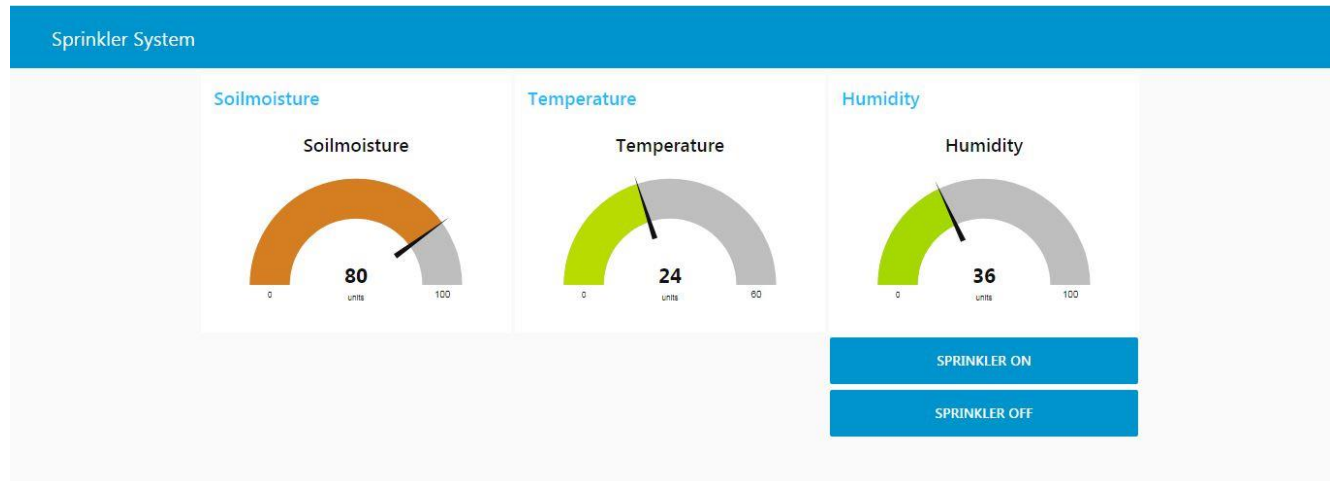 Sprinkler System
Soilmoisture
Soilmoisture
80
units
0
100
Temperature
Temperature
24
units
0
60
Humidity
Humidity
36
units
0
100
SPRINKLER ON
SPRINKLER OFF